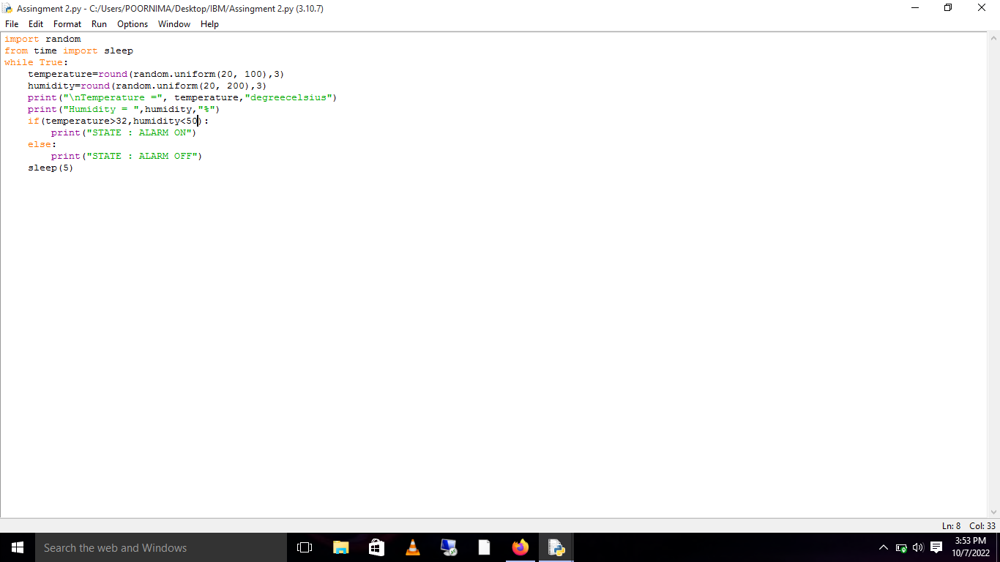 Assingment 2.py - C:/Users/POORNIMA/Desktop/IBM/Assingment 2.py (3.10.7)
File Edit Format Run Options Window Help
import random
from time import sleep
while True:
    temperature=round(random.uniform(20, 100),3)
    humidity=round(random.uniform(20, 200),3)
    print("\nTemperature =", temperature,"degreecelsius")
    print("Humidity = ",humidity,"%")
    if(temperature>32,humidity<50):
        print("STATE : ALARM ON")
    else:
        print("STATE : ALARM OFF")
    sleep(5)
Ln: 8 Col: 33
Search the web and Windows
3:53 PM
10/7/2022